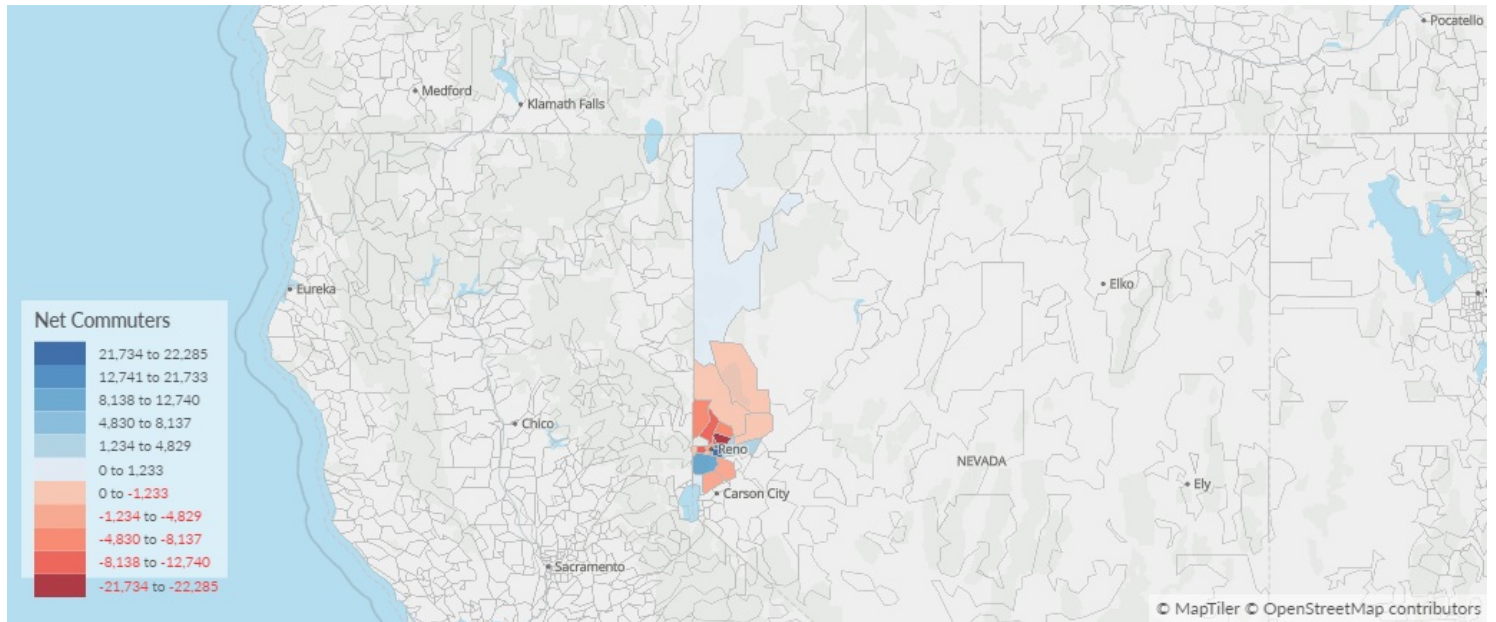 Pocatello
Medford
Klamath Falls
Eureka
Elko
Net Commuters
21,734 to 22,285
12,741 to 21,733
8,138 to 12,740
4,830 to 8,137
1,234 to 4,829
0 to 1,233
0 to -1,233
-1,234 to -4,829
-4,830 to -8,137
-8,138 to -12,740
-21,734 to -22,285
Chico
Reno
NEVADA
Ely
Carson City
Sacramento
© MapTiler © OpenStreetMap contributors